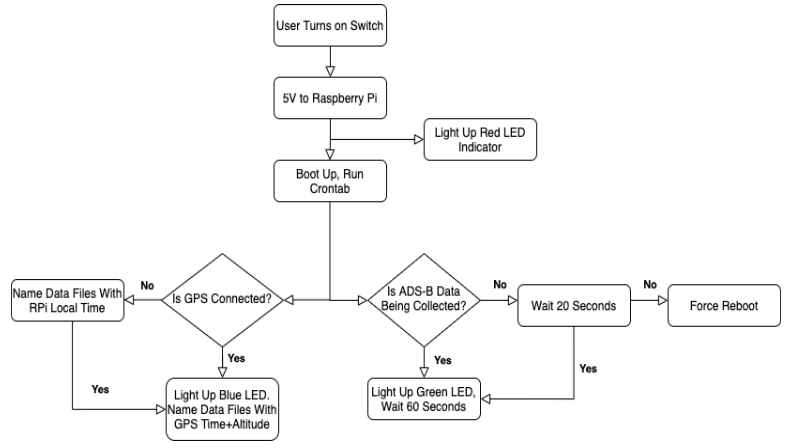 User Turns on Switch
5V to Raspberry Pi
Light Up Red LED
Indicator
Boot Up, Run
Crontab
Name Data Files With
RPi Local Time
No
Is GPS Connected?
Is ADS-B Data
Being Collected?
No
Wait 20 Seconds
No
Force Reboot
Yes
Yes
Yes
Yes
Light Up Blue LED.
Name Data Files With
GPS Time+Altitude
Light Up Green LED,
Wait 60 Seconds